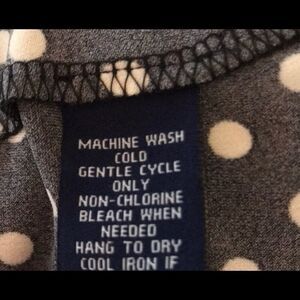 MACHINE WASH
COLD
GENTLE CYCLE
ONLY
NON-CHLORINE
BLEACH WHEN
NEEDED
HANG TO DRY
COOL IRON IF